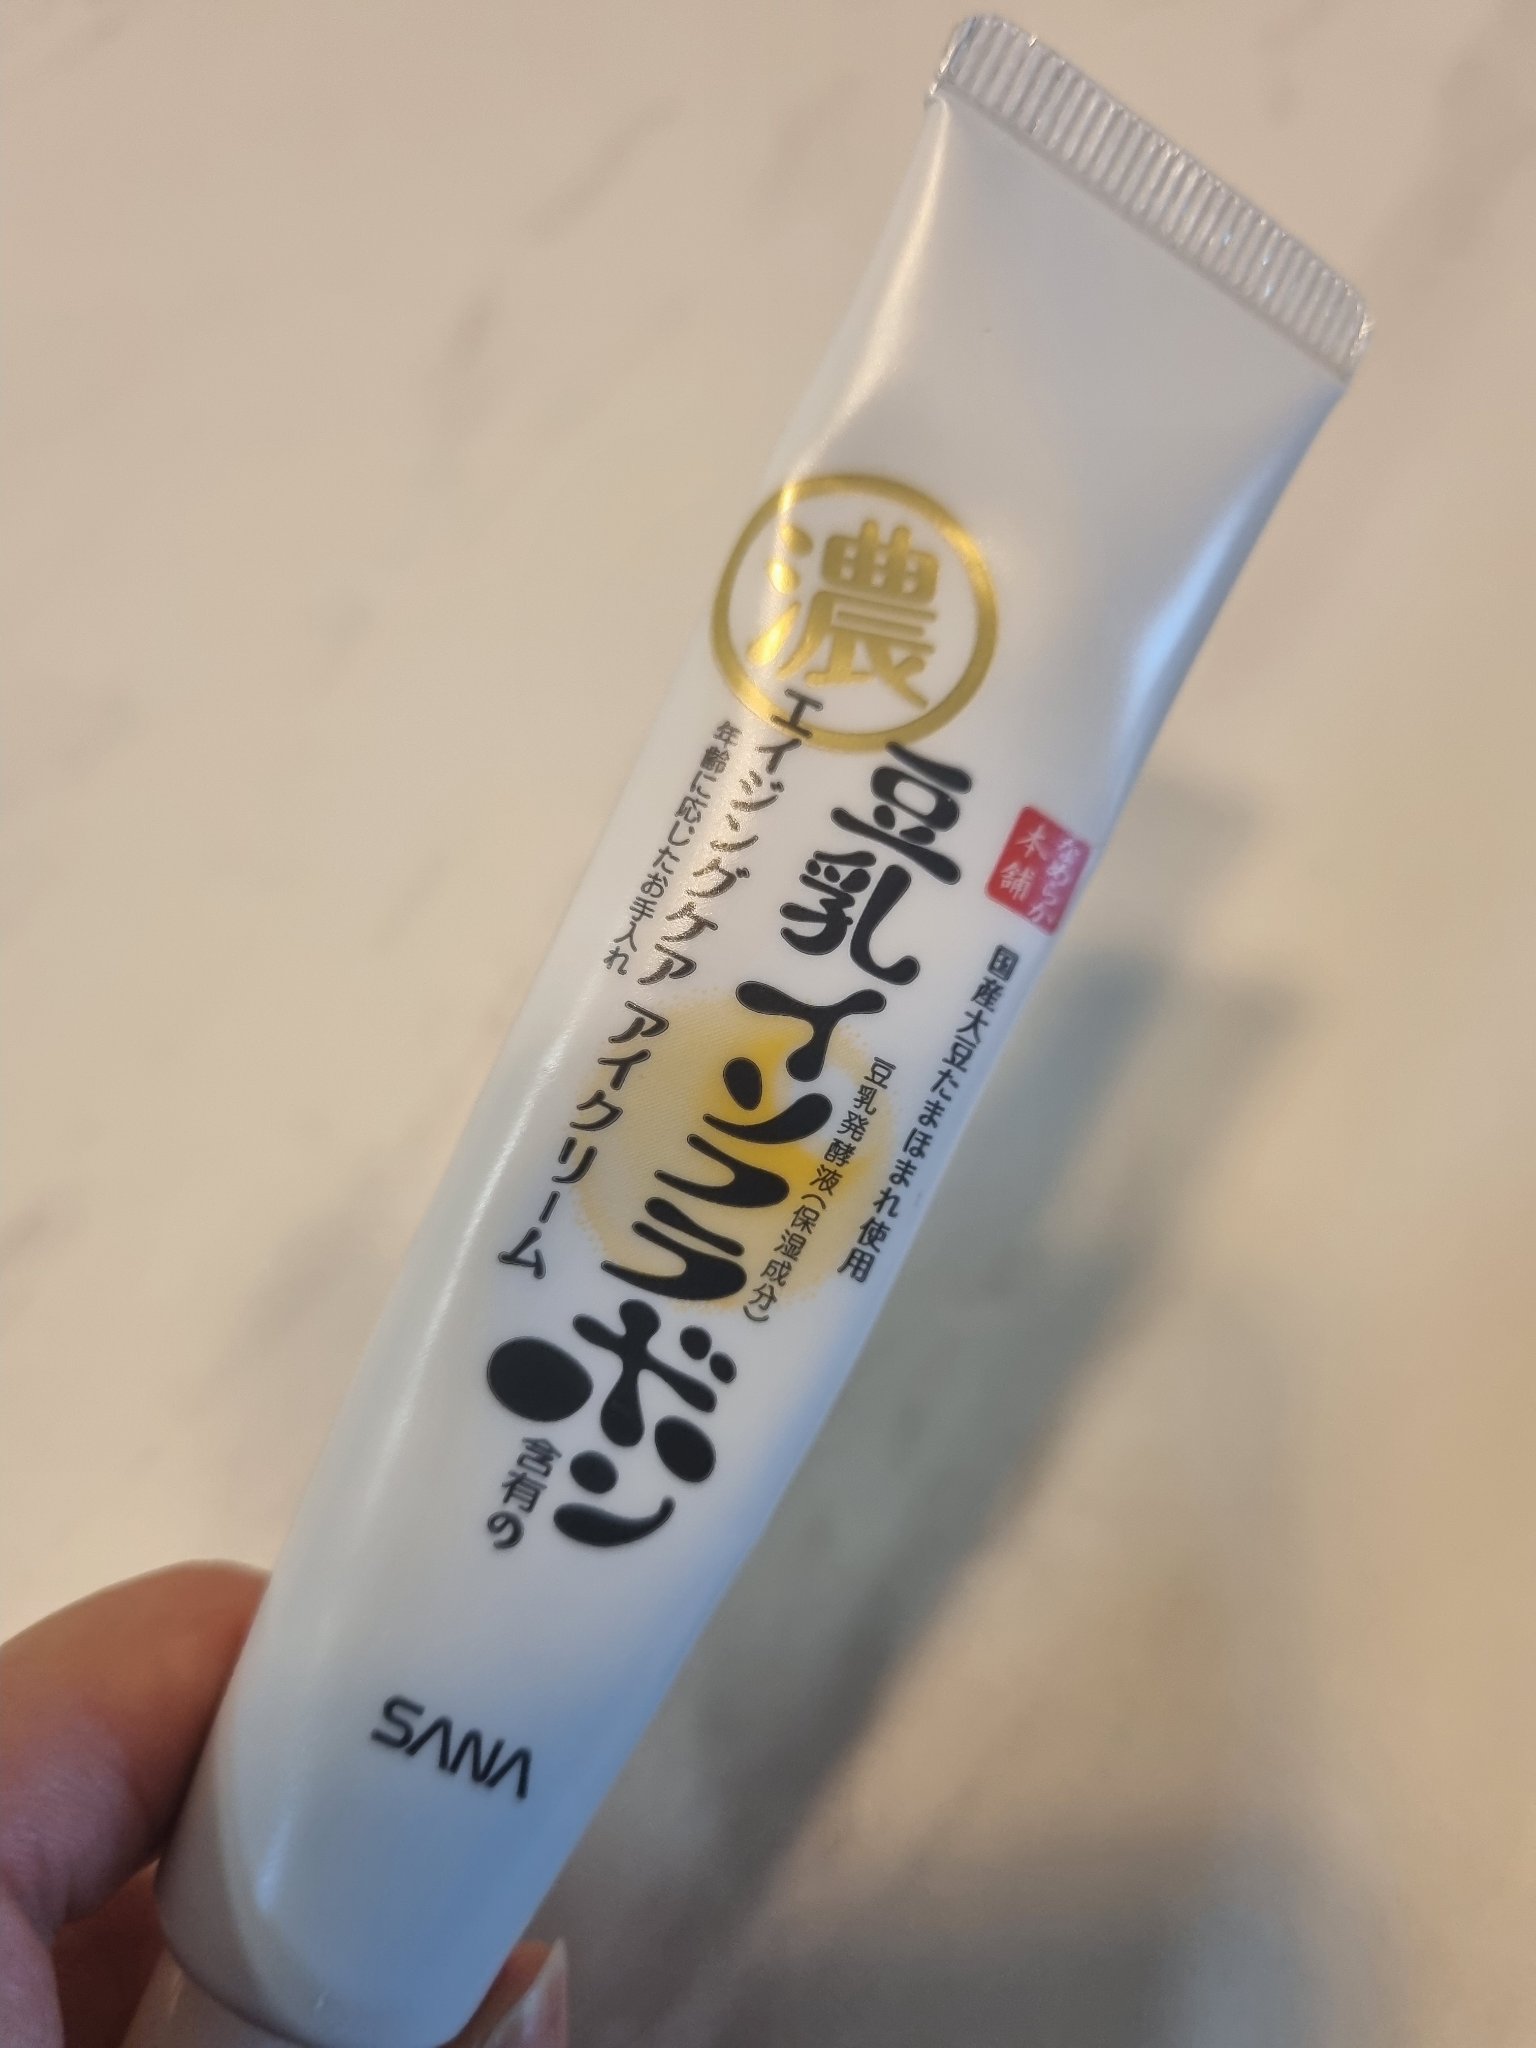 濃
なめらか
本舗
国産大豆たまほまれ使用
豆乳発酵液(保湿成分)
豆乳イソフラボン
含有の
エイジングケア アイクリーム
年齢に応じたお手入れ
SANA